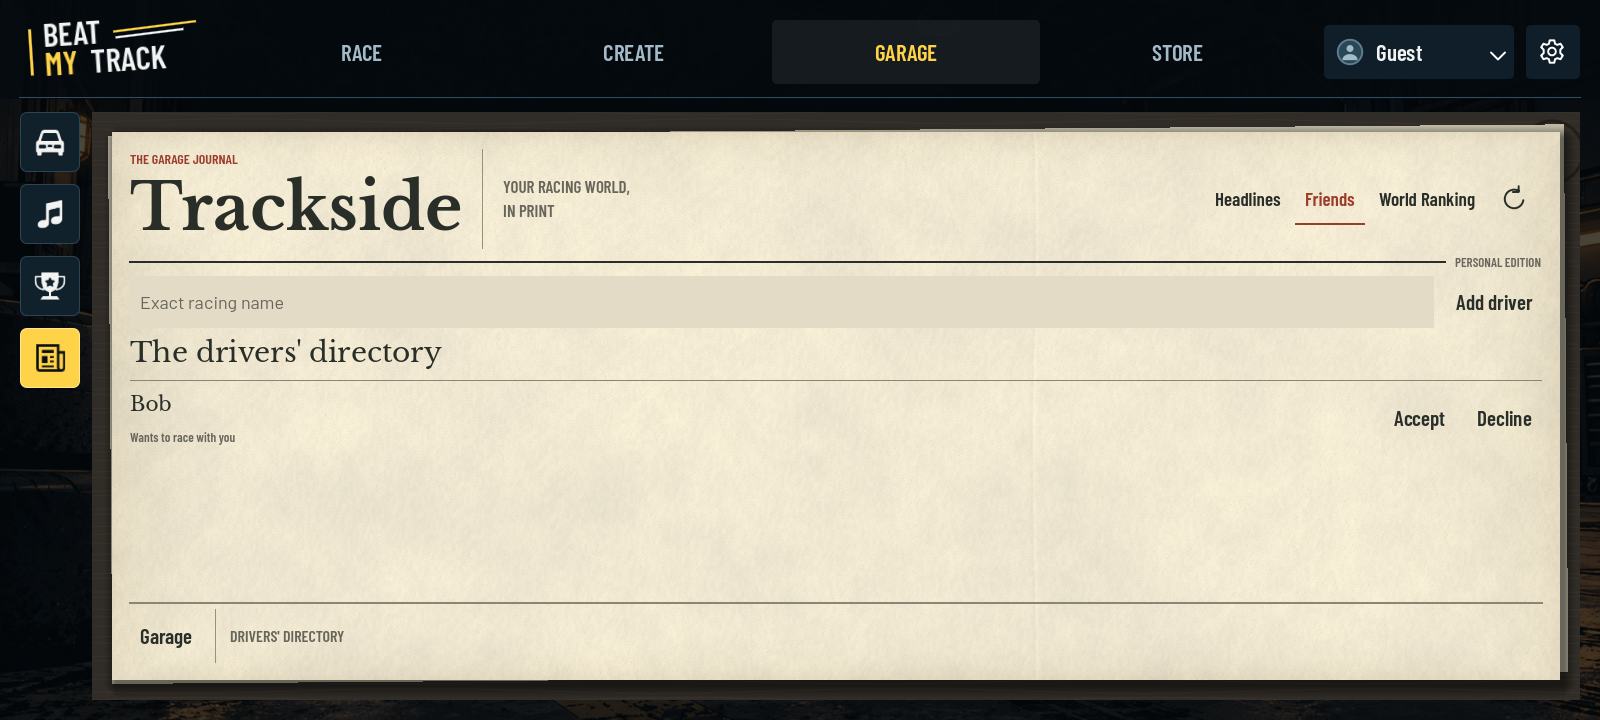 BEAT
MY TRACK
RACE
CREATE
GARAGE
STORE
Guest
THE GARAGE JOURNAL
Trackside
YOUR RACING WORLD,
IN PRINT
Headlines
Friends
World Ranking
PERSONAL EDITION
Exact racing name
Add driver
The drivers' directory
Bob
Wants to race with you
Accept
Decline
Garage
DRIVERS' DIRECTORY